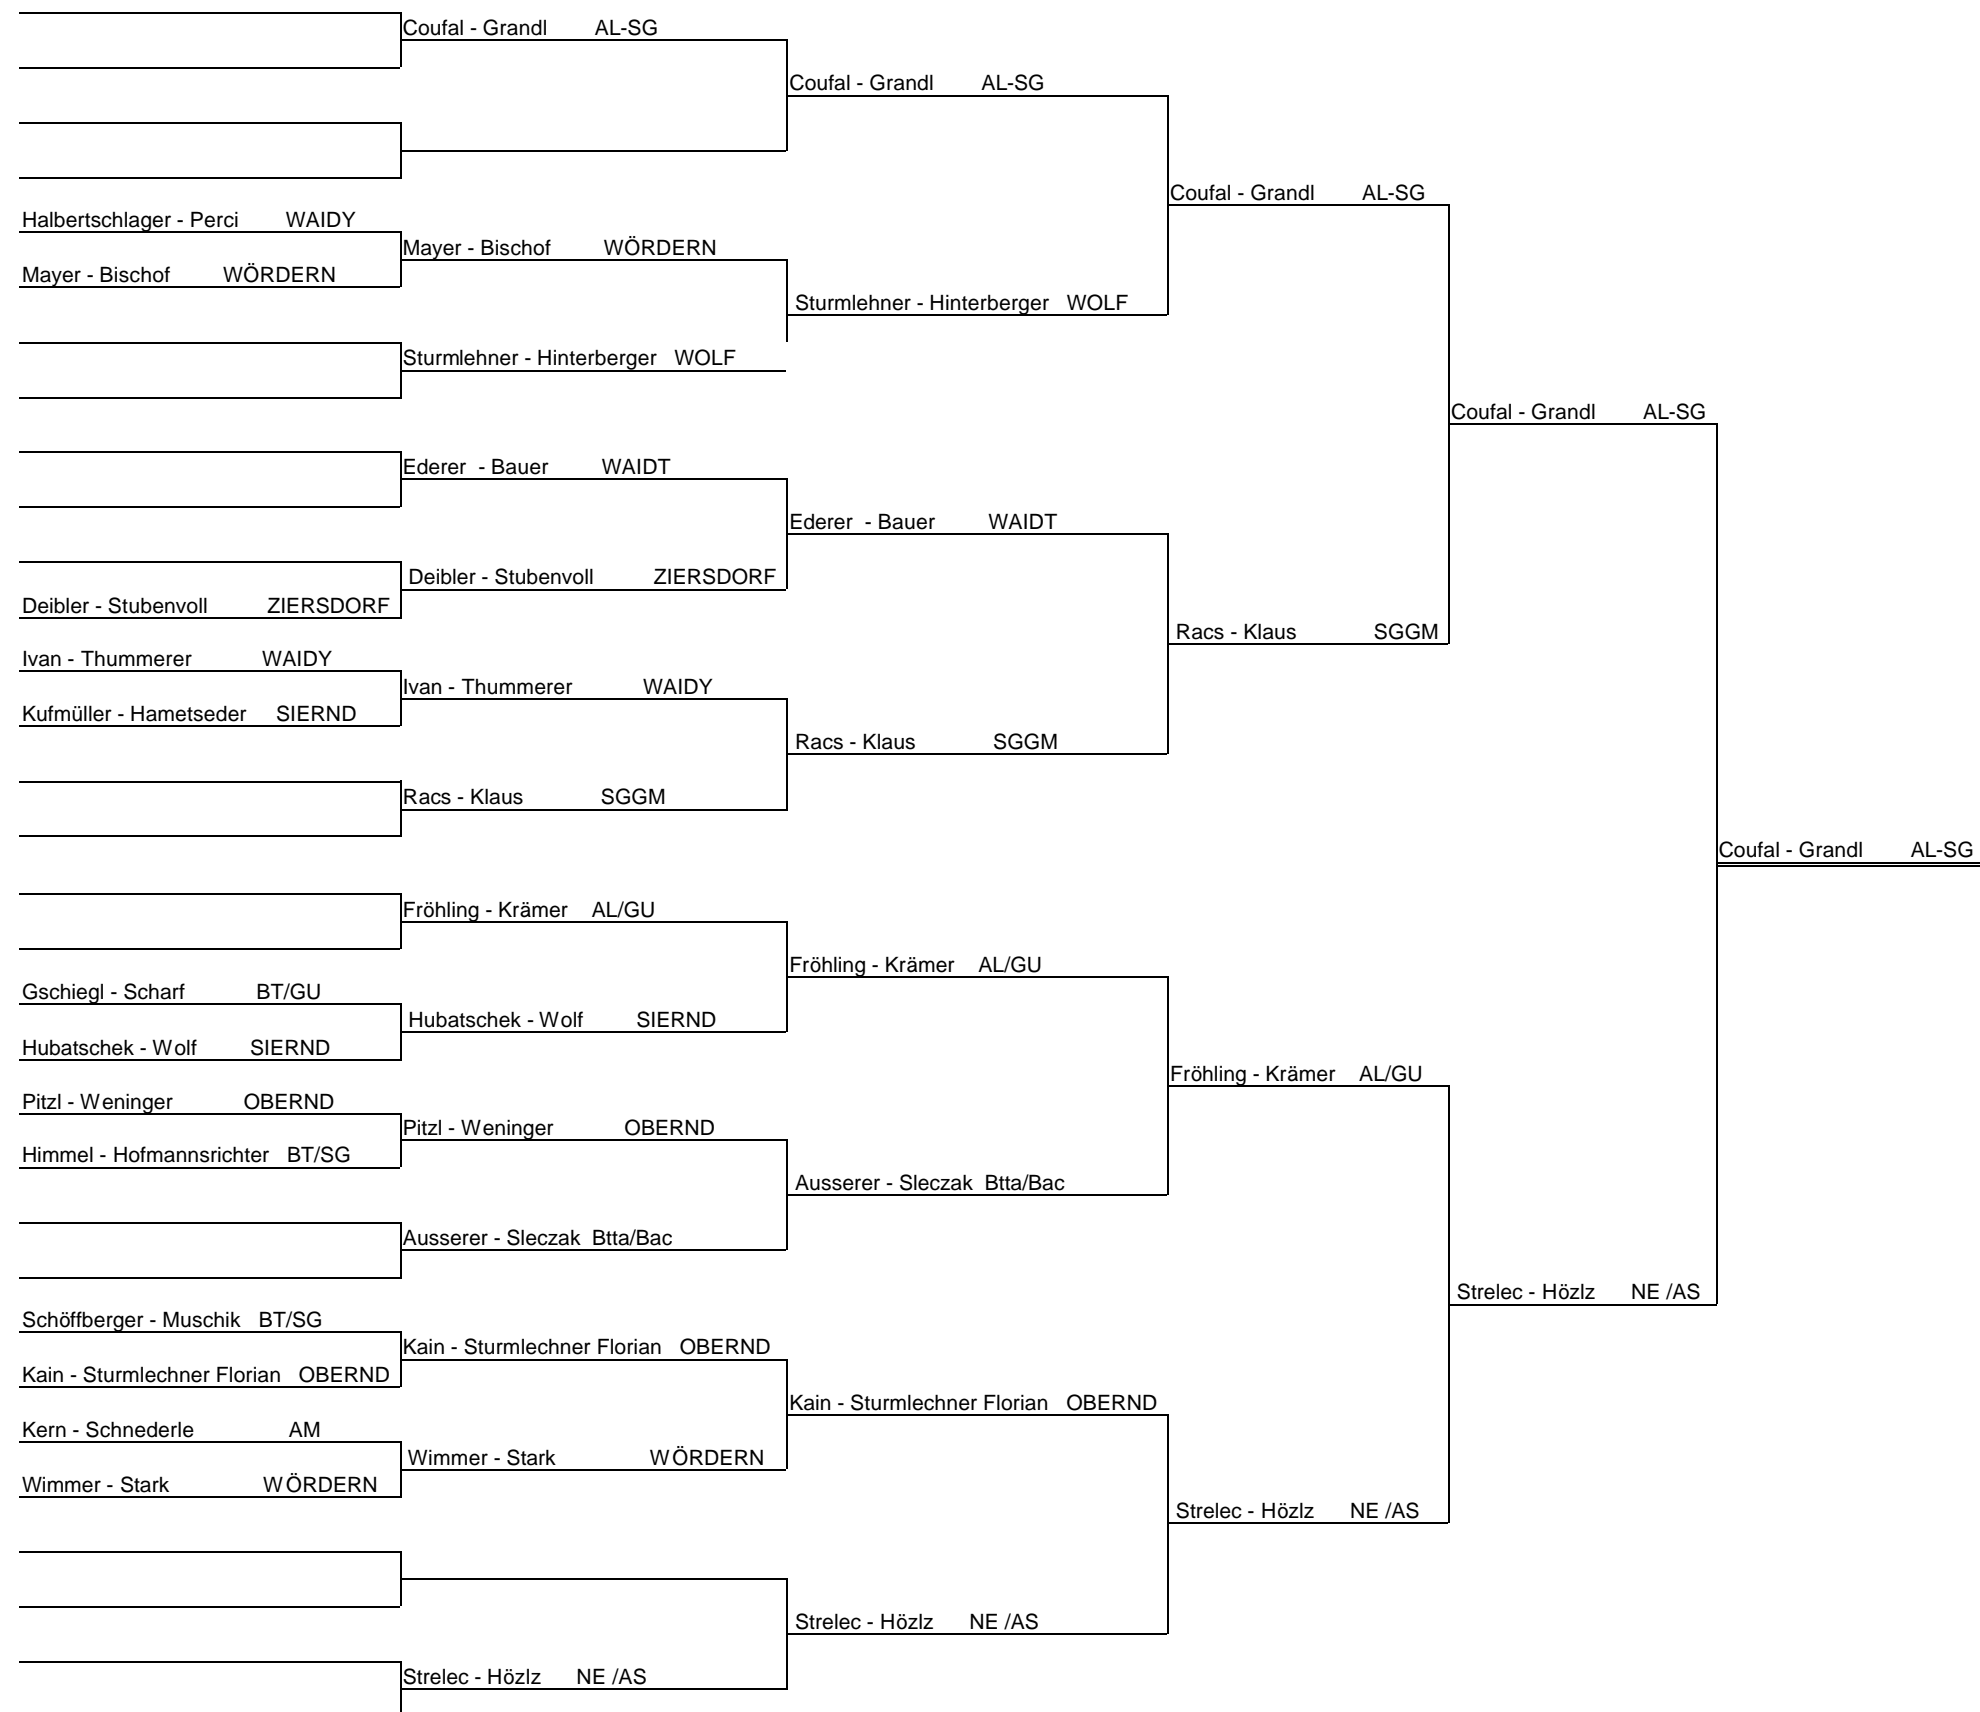 Coufal - Grandl AL-SG
Coufal - Grandl AL-SG
Coufal - Grandl AL-SG
Halbertschlager - Perci WAIDY
Mayer - Bischof WÖRDERN
Mayer - Bischof WÖRDERN
Sturmlehner - Hinterberger WOLF
Sturmlehner - Hinterberger WOLF
Coufal - Grandl AL-SG
Ederer - Bauer WAIDT
Ederer - Bauer WAIDT
Deibler - Stubenvoll ZIERSDORF
Deibler - Stubenvoll ZIERSDORF
Racs - Klaus SGGM
Ivan - Thummerer WAIDY
Ivan - Thummerer WAIDY
Kufmüller - Hametseder SIERND
Racs - Klaus SGGM
Racs - Klaus SGGM
Coufal - Grandl AL-SG
Fröhling - Krämer AL/GU
Fröhling - Krämer AL/GU
Gschiegl - Scharf BT/GU
Hubatschek - Wolf SIERND
Hubatschek - Wolf SIERND
Fröhling - Krämer AL/GU
Pitzl - Weninger OBERND
Pitzl - Weninger OBERND
Himmel - Hofmannsrichter BT/SG
Ausserer - Sleczak Btta/Bac
Ausserer - Sleczak Btta/Bac
Strelec - Hözlz NE /AS
Schöffberger - Muschik BT/SG
Kain - Sturmlechner Florian OBERND
Kain - Sturmlechner Florian OBERND
Kain - Sturmlechner Florian OBERND
Kern - Schnederle AM
Wimmer - Stark WÖRDERN
Wimmer - Stark WÖRDERN
Strelec - Hözlz NE /AS
Strelec - Hözlz NE /AS
Strelec - Hözlz NE /AS